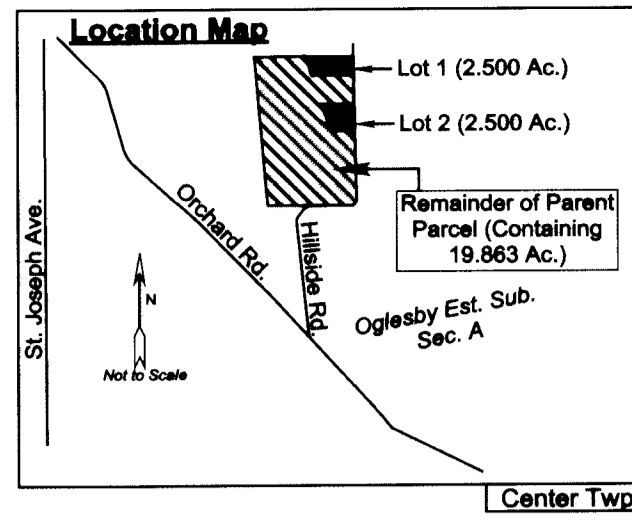 Location Map
Lot 1 (2.500 Ac.)
Lot 2 (2.500 Ac.)
Remainder of Parent
Parcel (Containing
19.863 Ac.)
St. Joseph Ave.
Orchard Rd.
Hillside Rd.
Oglesby Est. Sub.
Sec. A
N
Not to Scale
Center Twp